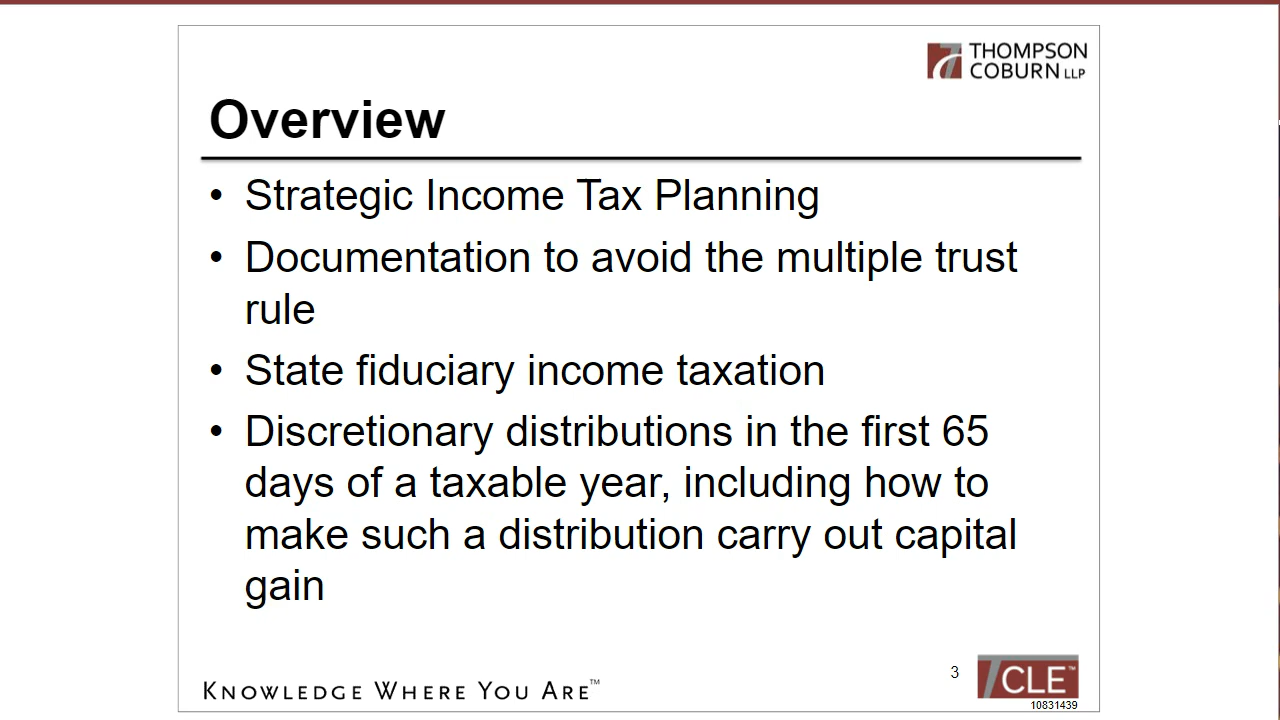 THOMPSON
COBURN LLP
Overview
• Strategic Income Tax Planning
• Documentation to avoid the multiple trust
rule
• State fiduciary income taxation
• Discretionary distributions in the first 65
days of a taxable year, including how to
make such a distribution carry out capital
gain
KNOWLEDGE WHERE YOU ARE™
3
TCLE™
10831439